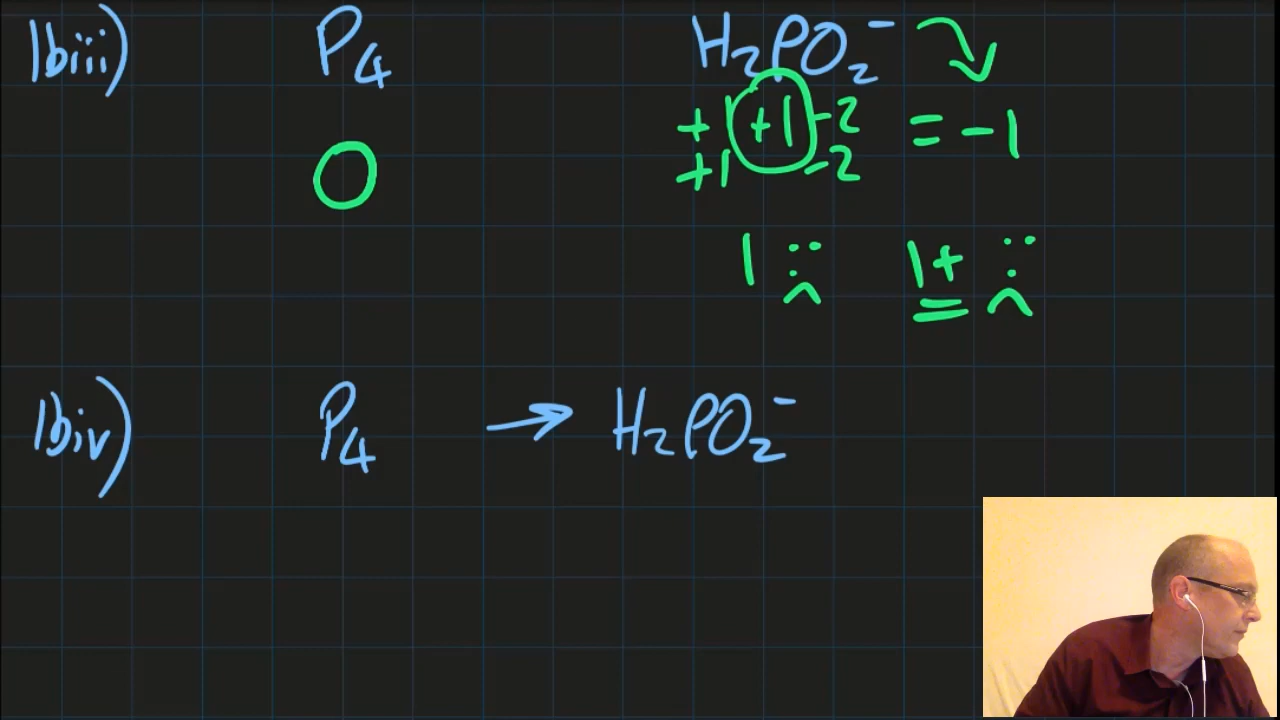 1biii) P₄ H₂PO₂⁻
+1 +1 -2 = -1
+1 -2
0
1 1+
1biv) P₄ → H₂PO₂⁻